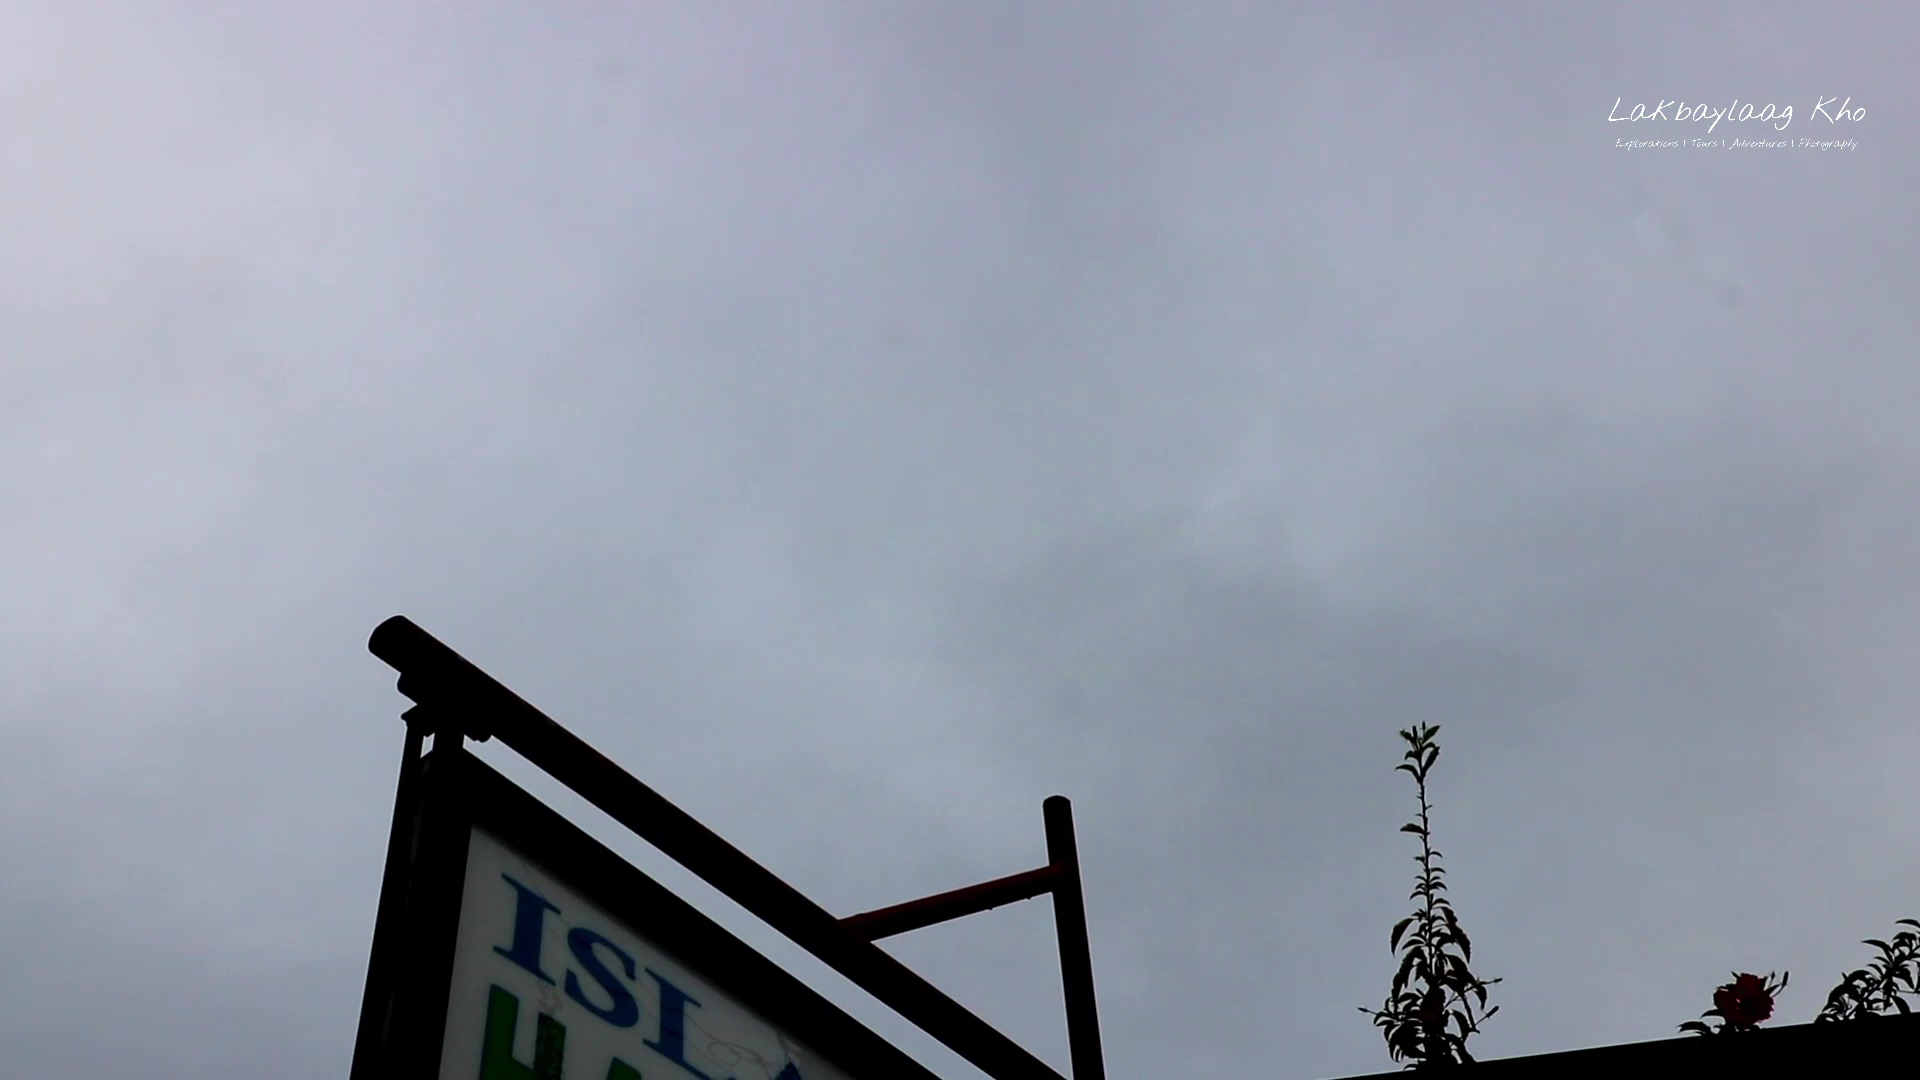 Lakbaylaag Kho
Explorations | Tours | Adventures | Photography
ISL